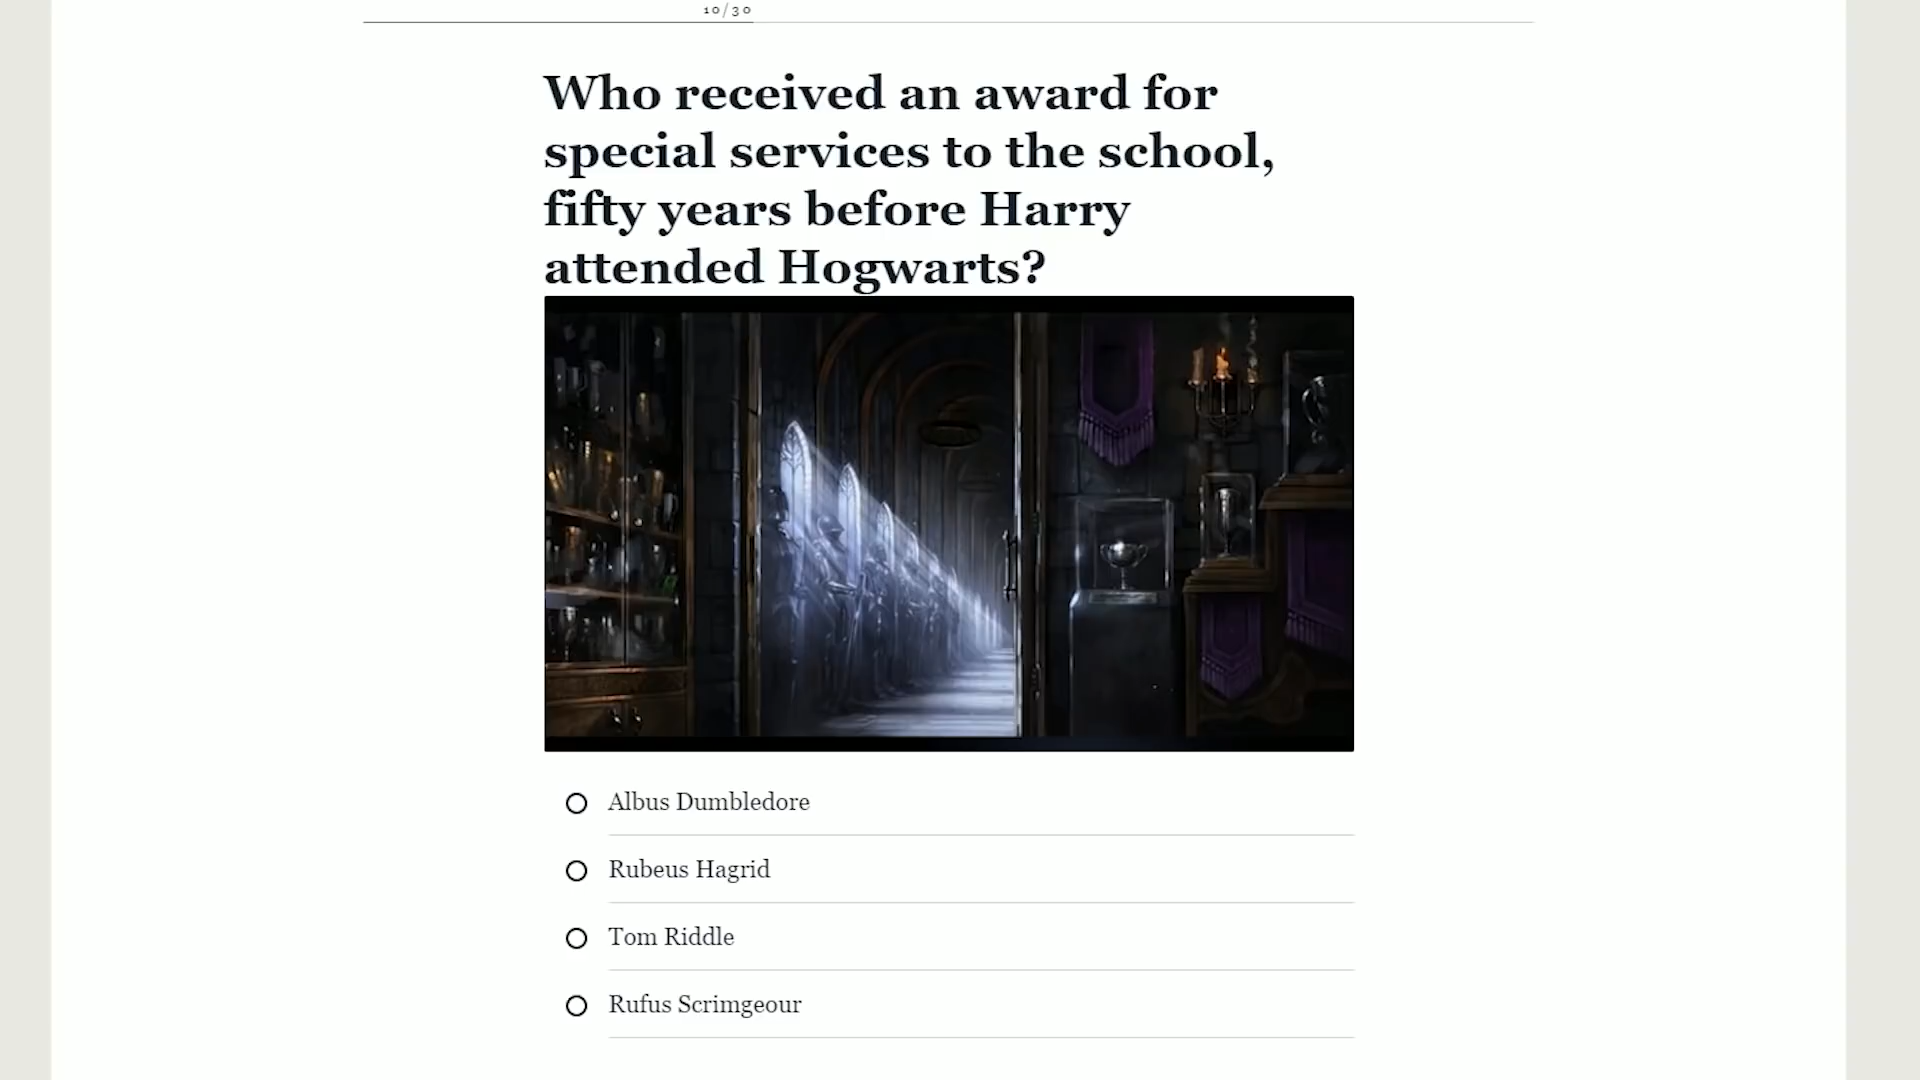 10/30
Who received an award for
special services to the school,
fifty years before Harry
attended Hogwarts?
Albus Dumbledore
Rubeus Hagrid
Tom Riddle
Rufus Scrimgeour